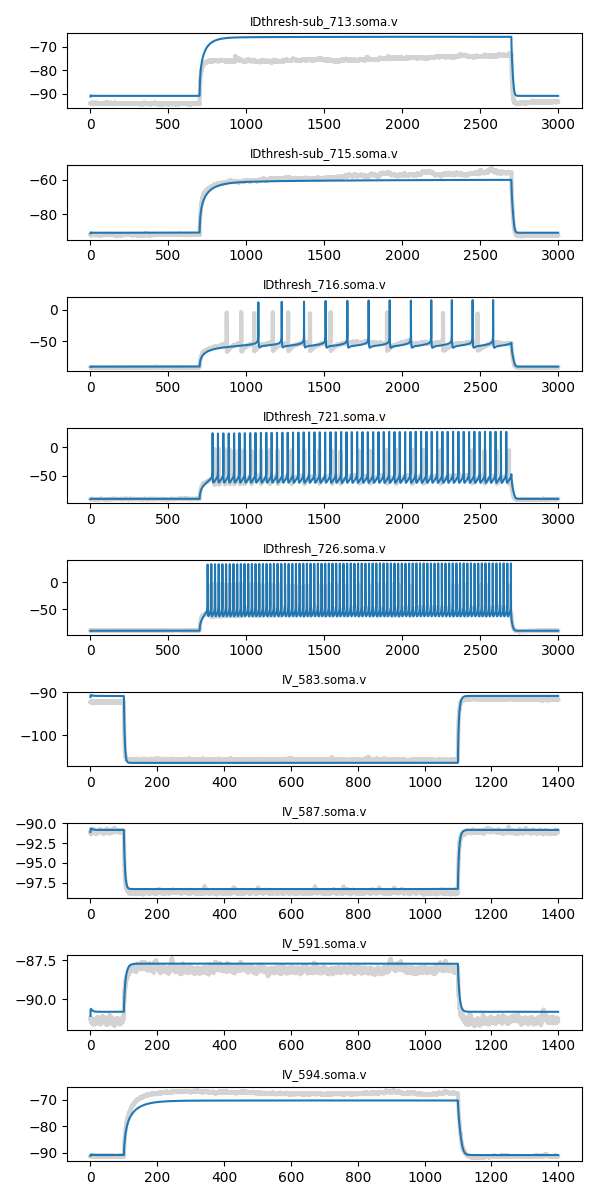 IDthresh-sub_713.soma.v
−70
−80
−90
0 500 1000 1500 2000 2500 3000
IDthresh-sub_715.soma.v
−60
−80
0 500 1000 1500 2000 2500 3000
IDthresh_716.soma.v
0
−50
0 500 1000 1500 2000 2500 3000
IDthresh_721.soma.v
0
−50
0 500 1000 1500 2000 2500 3000
IDthresh_726.soma.v
0
−50
0 500 1000 1500 2000 2500 3000
IV_583.soma.v
−90
−100
0 200 400 600 800 1000 1200 1400
IV_587.soma.v
−90.0
−92.5
−95.0
−97.5
0 200 400 600 800 1000 1200 1400
IV_591.soma.v
−87.5
−90.0
0 200 400 600 800 1000 1200 1400
IV_594.soma.v
−70
−80
−90
0 200 400 600 800 1000 1200 1400